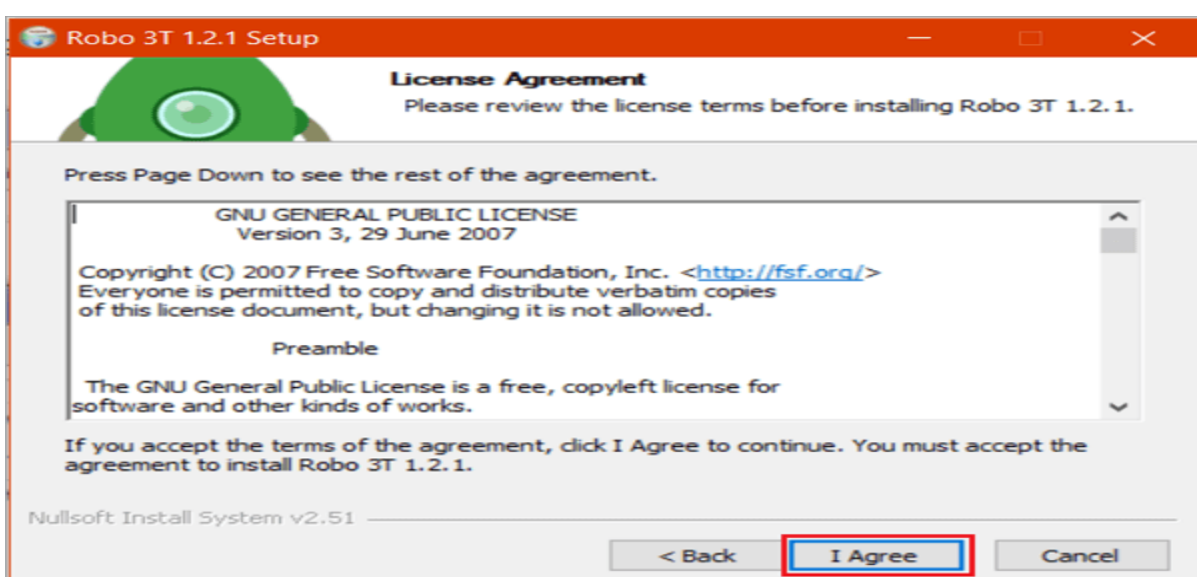 Robo 3T 1.2.1 Setup
License Agreement
Please review the license terms before installing Robo 3T 1.2.1.
Press Page Down to see the rest of the agreement.
GNU GENERAL PUBLIC LICENSE
Version 3, 29 June 2007
Copyright (C) 2007 Free Software Foundation, Inc. <http://fsf.org/>
Everyone is permitted to copy and distribute verbatim copies
of this license document, but changing it is not allowed.
Preamble
The GNU General Public License is a free, copyleft license for
software and other kinds of works.
If you accept the terms of the agreement, click I Agree to continue. You must accept the
agreement to install Robo 3T 1.2.1.
Nullsoft Install System v2.51
< Back I Agree Cancel